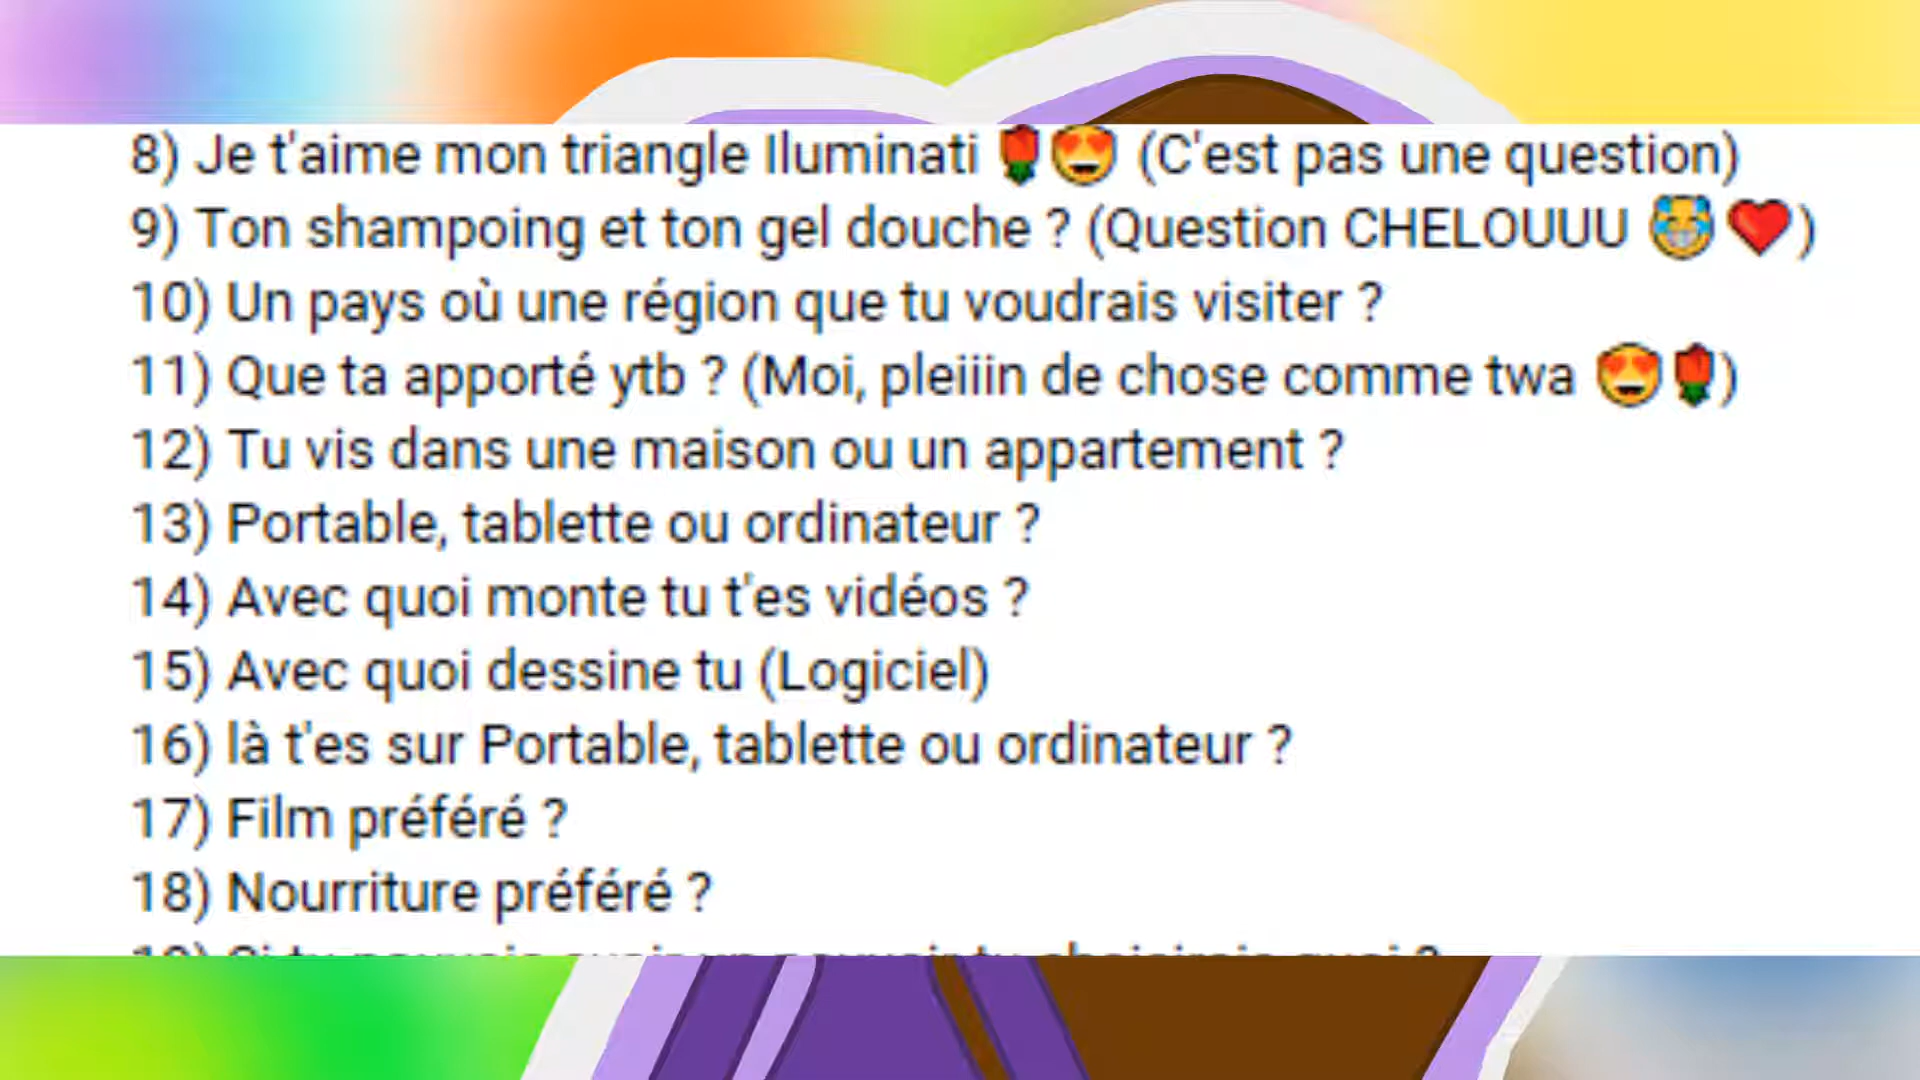 8) Je t'aime mon triangle Iluminati 🌹😍 (C'est pas une question)
9) Ton shampoing et ton gel douche ? (Question CHELOUUU 😹❤️)
10) Un pays où une région que tu voudrais visiter ?
11) Que ta apporté ytb ? (Moi, pleiiin de chose comme twa 😍🌹)
12) Tu vis dans une maison ou un appartement ?
13) Portable, tablette ou ordinateur ?
14) Avec quoi monte tu t'es vidéos ?
15) Avec quoi dessine tu (Logiciel)
16) là t'es sur Portable, tablette ou ordinateur ?
17) Film préféré ?
18) Nourriture préféré ?